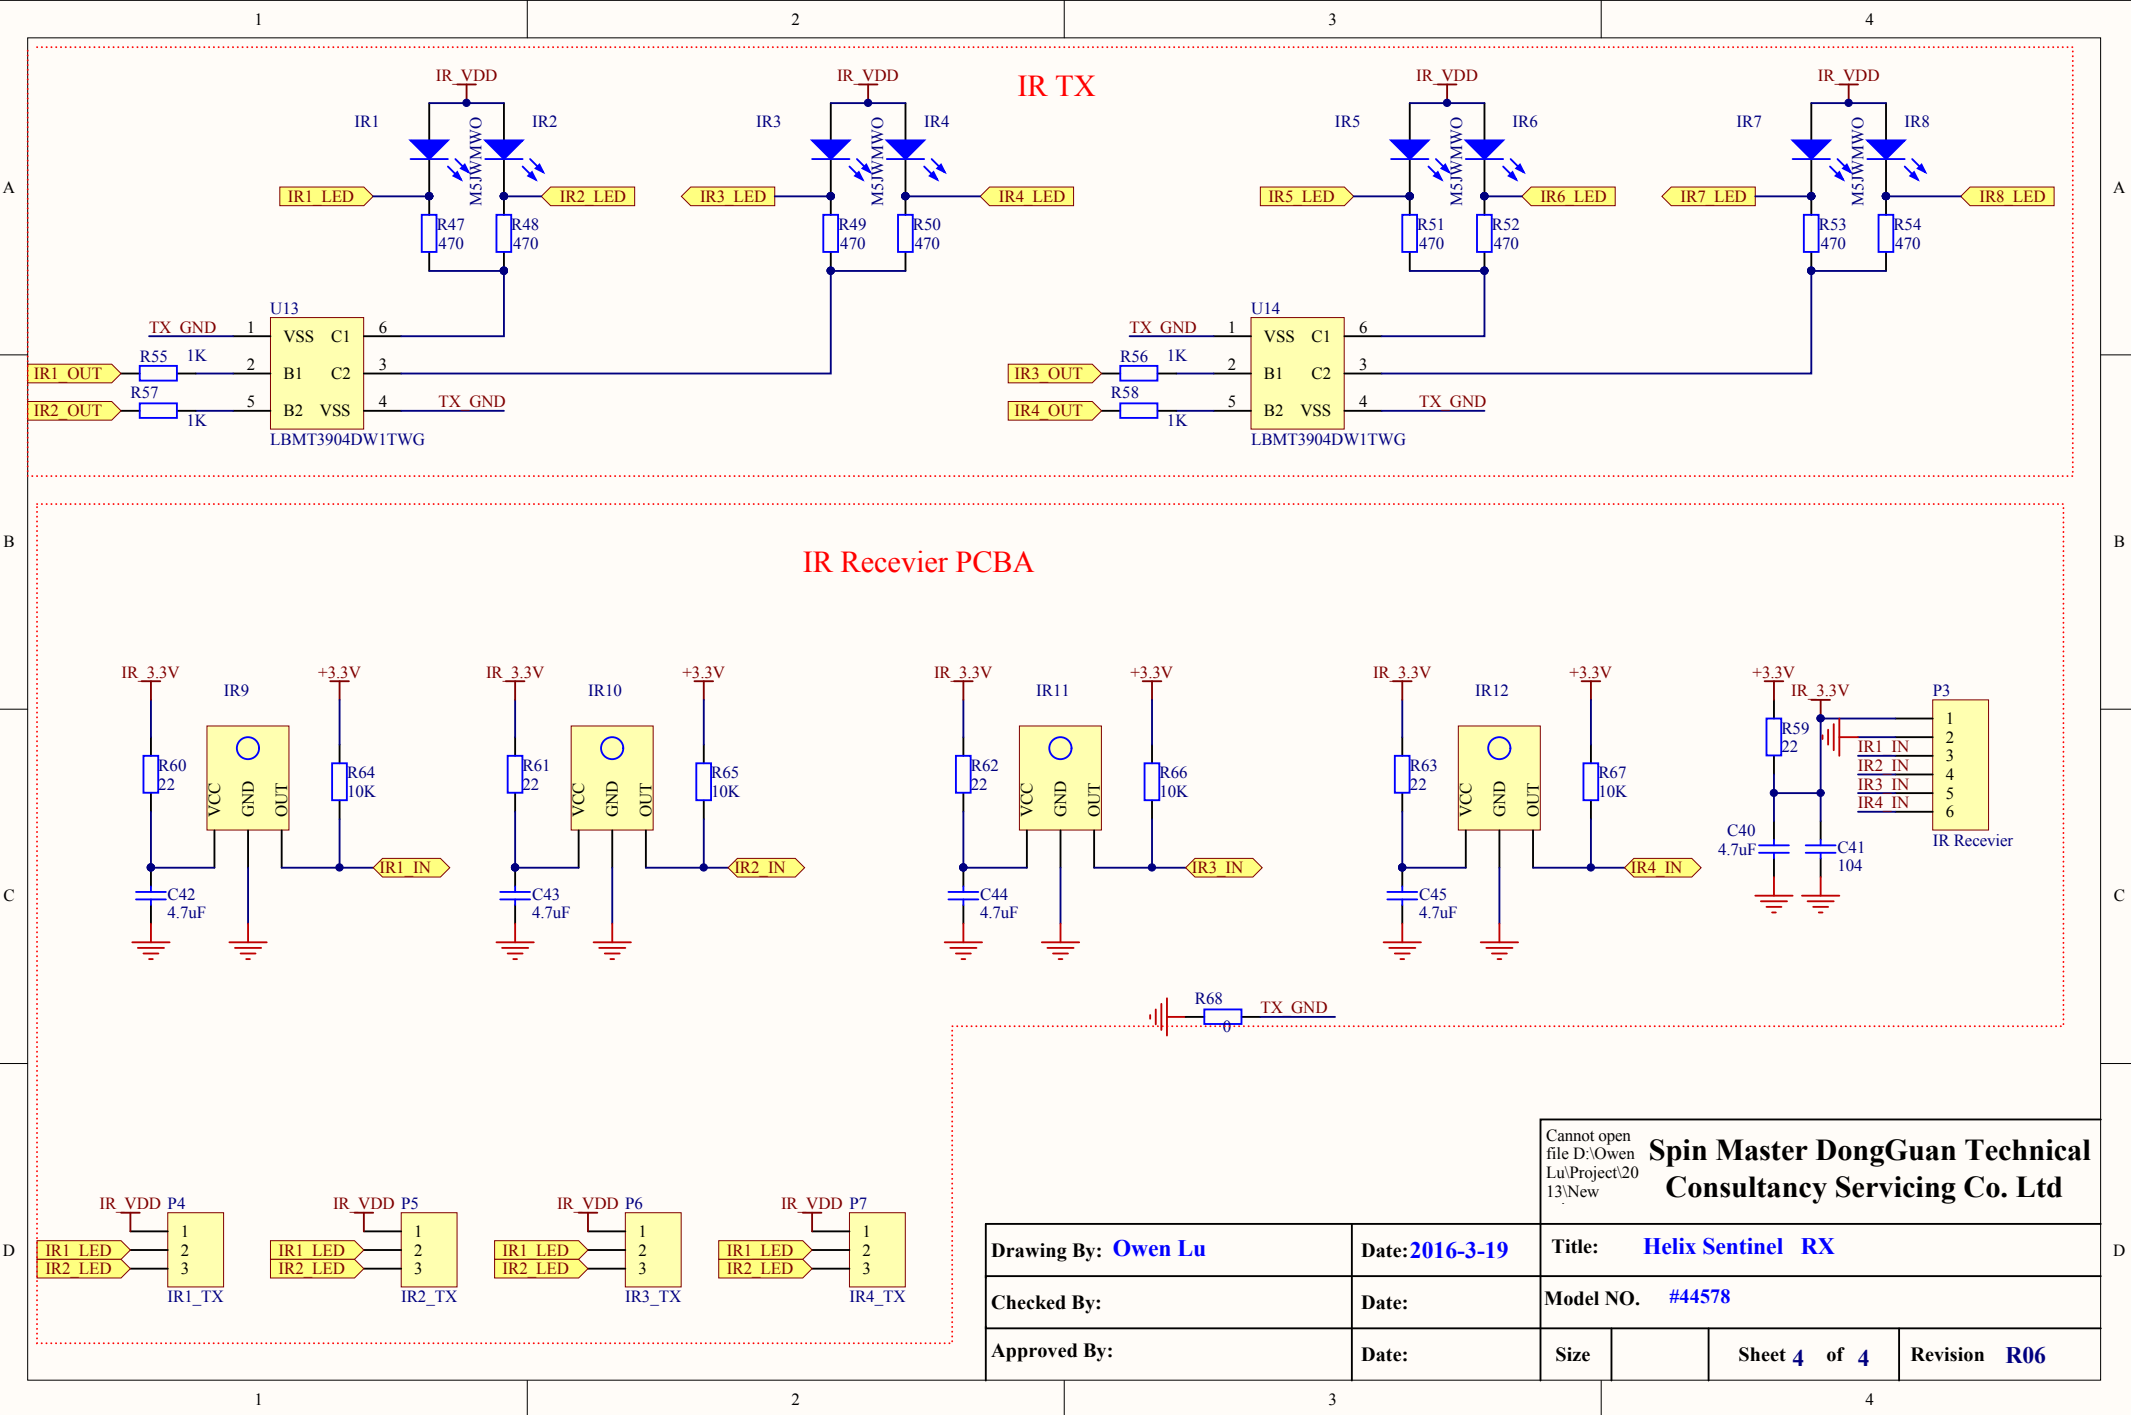 1 2 3 4
IR TX
IR_VDD IR_VDD IR_VDD IR_VDD
IR1 IR2 IR3 IR4 IR5 IR6 IR7 IR8
M5JWMWO M5JWMWO M5JWMWO M5JWMWO
A A
IR1_LED IR2_LED IR3_LED IR4_LED IR5_LED IR6_LED IR7_LED IR8_LED
R47 R48 R49 R50 R51 R52 R53 R54
470 470 470 470 470 470 470 470
U13 U14
TX_GND 1 VSS C1 6 TX_GND 1 VSS C1 6
R55 1K R56 1K
IR1_OUT 2 B1 C2 3 IR3_OUT 2 B1 C2 3
R57 R58
IR2_OUT 5 B2 VSS 4 TX_GND IR4_OUT 5 B2 VSS 4 TX_GND
1K 1K
LBMT3904DW1TWG LBMT3904DW1TWG
B B
IR Recevier PCBA
IR_3.3V +3.3V IR_3.3V +3.3V IR_3.3V +3.3V IR_3.3V +3.3V +3.3V
IR9 IR10 IR11 IR12 IR_3.3V P3
R59
22
1
2
IR1_IN 3
IR2_IN 4
IR3_IN 5
IR4_IN 6
IR Recevier
R60 R64 R61 R65 R62 R66 R63 R67
22 10K 22 10K 22 10K 22 10K
VCC GND OUT VCC GND OUT VCC GND OUT VCC GND OUT
C40
4.7uF
C41
104
IR1_IN IR2_IN IR3_IN IR4_IN
C C
C42 C43 C44 C45
4.7uF 4.7uF 4.7uF 4.7uF
R68 TX_GND
0
Cannot open
file D:\Owen
Lu\Project\20
13\New
Spin Master DongGuan Technical
Consultancy Servicing Co. Ltd
IR_VDD P4 IR_VDD P5 IR_VDD P6 IR_VDD P7
1 1 1 1
D D
IR1_LED 2 IR1_LED 2 IR1_LED 2 IR1_LED 2
IR2_LED 3 IR2_LED 3 IR2_LED 3 IR2_LED 3
IR1_TX IR2_TX IR3_TX IR4_TX
Drawing By: Owen Lu Date:2016-3-19 Title: Helix Sentinel RX
Checked By: Date: Model NO. #44578
Approved By: Date: Size Sheet 4 of 4 Revision R06
1 2 3 4